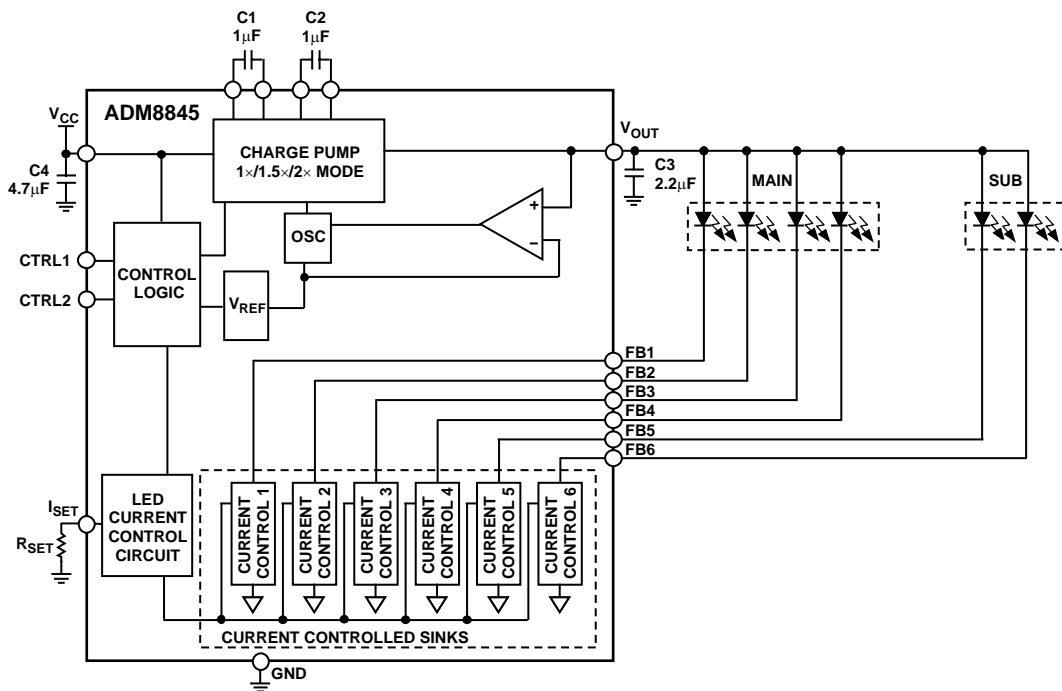 C1
1μF
C2
1μF
ADM8845
VCC
C4
4.7μF
CHARGE PUMP
1×/1.5×/2× MODE
VOUT
C3
2.2μF
MAIN
SUB
+
−
OSC
CTRL1
CTRL2
CONTROL
LOGIC
VREF
FB1
FB2
FB3
FB4
FB5
FB6
ISET
RSET
LED
CURRENT
CONTROL
CIRCUIT
CURRENT
CONTROL 1
CURRENT
CONTROL 2
CURRENT
CONTROL 3
CURRENT
CONTROL 4
CURRENT
CONTROL 5
CURRENT
CONTROL 6
CURRENT CONTROLLED SINKS
GND